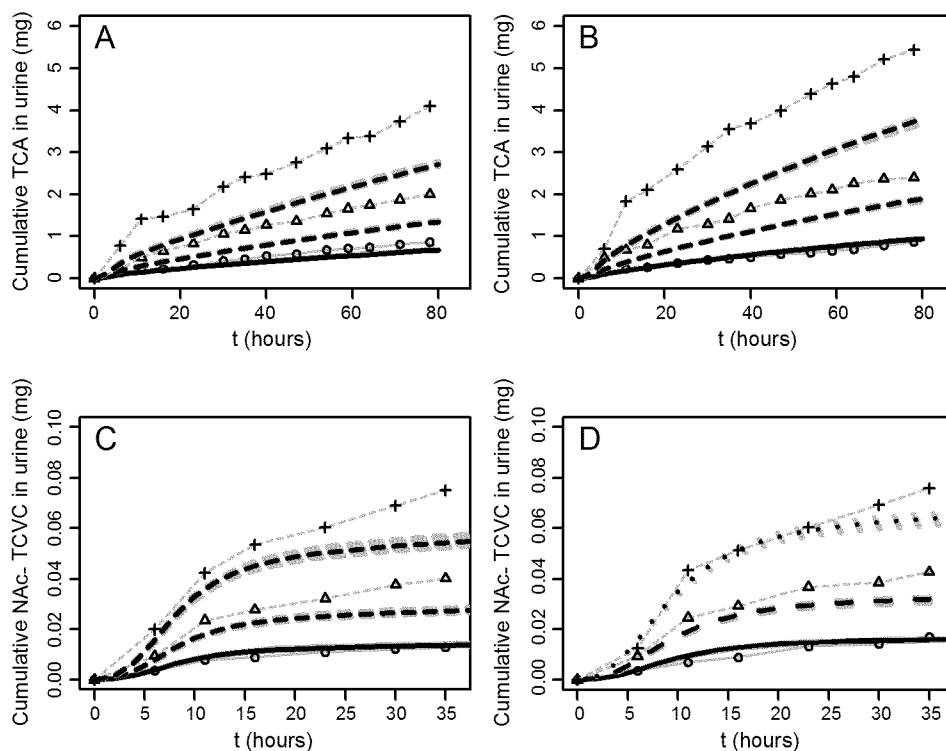 A
Cumulative TCA in urine (mg)
6
5
4
3
2
1
0
0 20 40 60 80
t (hours)
B
Cumulative TCA in urine (mg)
6
5
4
3
2
1
0
0 20 40 60 80
t (hours)
C
Cumulative NAc- TCVC in urine (mg)
0.10
0.08
0.06
0.04
0.02
0.00
0 5 10 15 20 25 30 35
t (hours)
D
Cumulative NAc- TCVC in urine (mg)
0.10
0.08
0.06
0.04
0.02
0.00
0 5 10 15 20 25 30 35
t (hours)